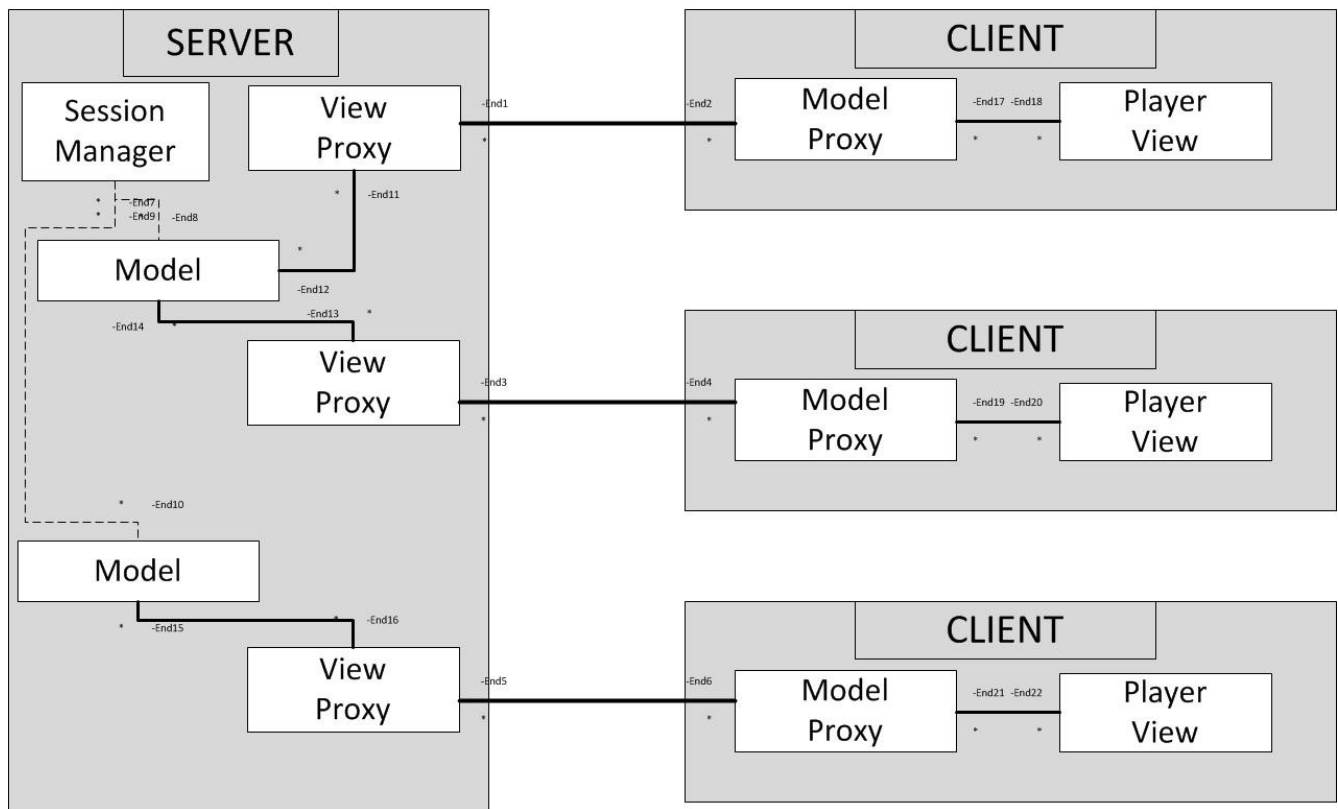 SERVER
Session
Manager
View
Proxy
-End1
*
-End11
*
*
-End7
*
*
-End9
-End8
Model
*
-End12
-End14
*
-End13
*
View
Proxy
-End3
*
*
-End10
Model
*
-End15
*
-End16
View
Proxy
-End5
*
CLIENT
-End2
*
Model
Proxy
-End17 -End18
* *
Player
View
CLIENT
-End4
*
Model
Proxy
-End19 -End20
* *
Player
View
CLIENT
-End6
*
Model
Proxy
-End21 -End22
* *
Player
View